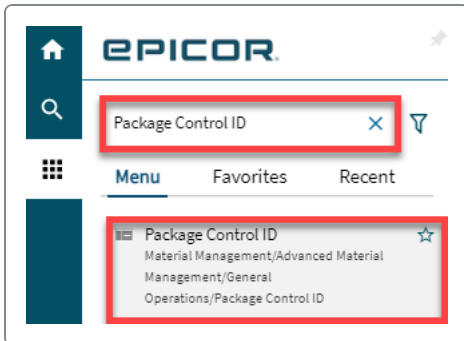 EPICOR
Package Control ID
Menu Favorites Recent
Package Control ID
Material Management/Advanced Material
Management/General
Operations/Package Control ID